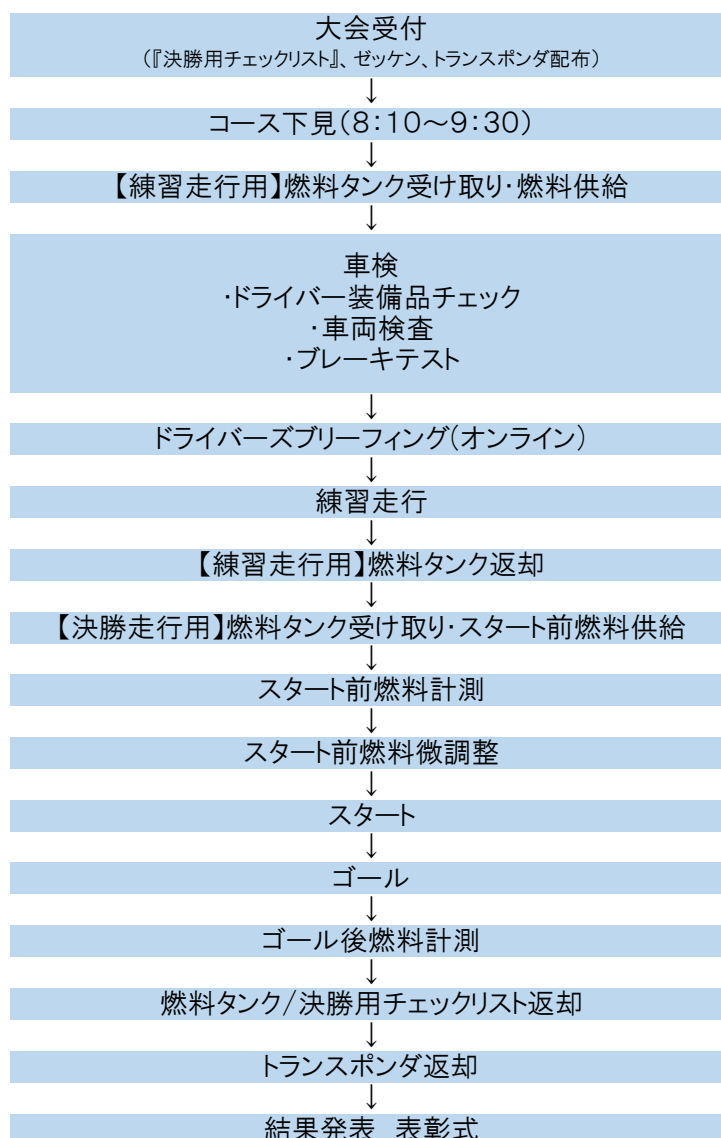 大会受付
（『決勝用チェックリスト』、ゼッケン、トランスポンダ配布）
↓
コース下見（8：10～9：30）
↓
【練習走行用】燃料タンク受け取り・燃料供給
↓
車検
・ドライバー装備品チェック
・車両検査
・ブレーキテスト
↓
ドライバーズブリーフィング（オンライン）
↓
練習走行
↓
【練習走行用】燃料タンク返却
↓
【決勝走行用】燃料タンク受け取り・スタート前燃料供給
↓
スタート前燃料計測
↓
スタート前燃料微調整
↓
スタート
↓
ゴール
↓
ゴール後燃料計測
↓
燃料タンク/決勝用チェックリスト返却
↓
トランスポンダ返却
↓
結果発表　表彰式